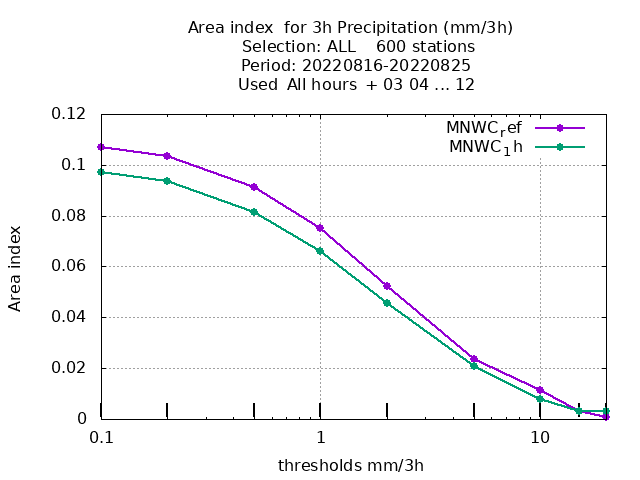 Area index  for 3h Precipitation (mm/3h)
Selection: ALL    600 stations
Period: 20220816-20220825
Used  All hours  + 03 04 ... 12
MNWC_ref
MNWC_1h
0.12
0.1
0.08
0.06
0.04
0.02
0
Area index
0.1 1 10
thresholds mm/3h